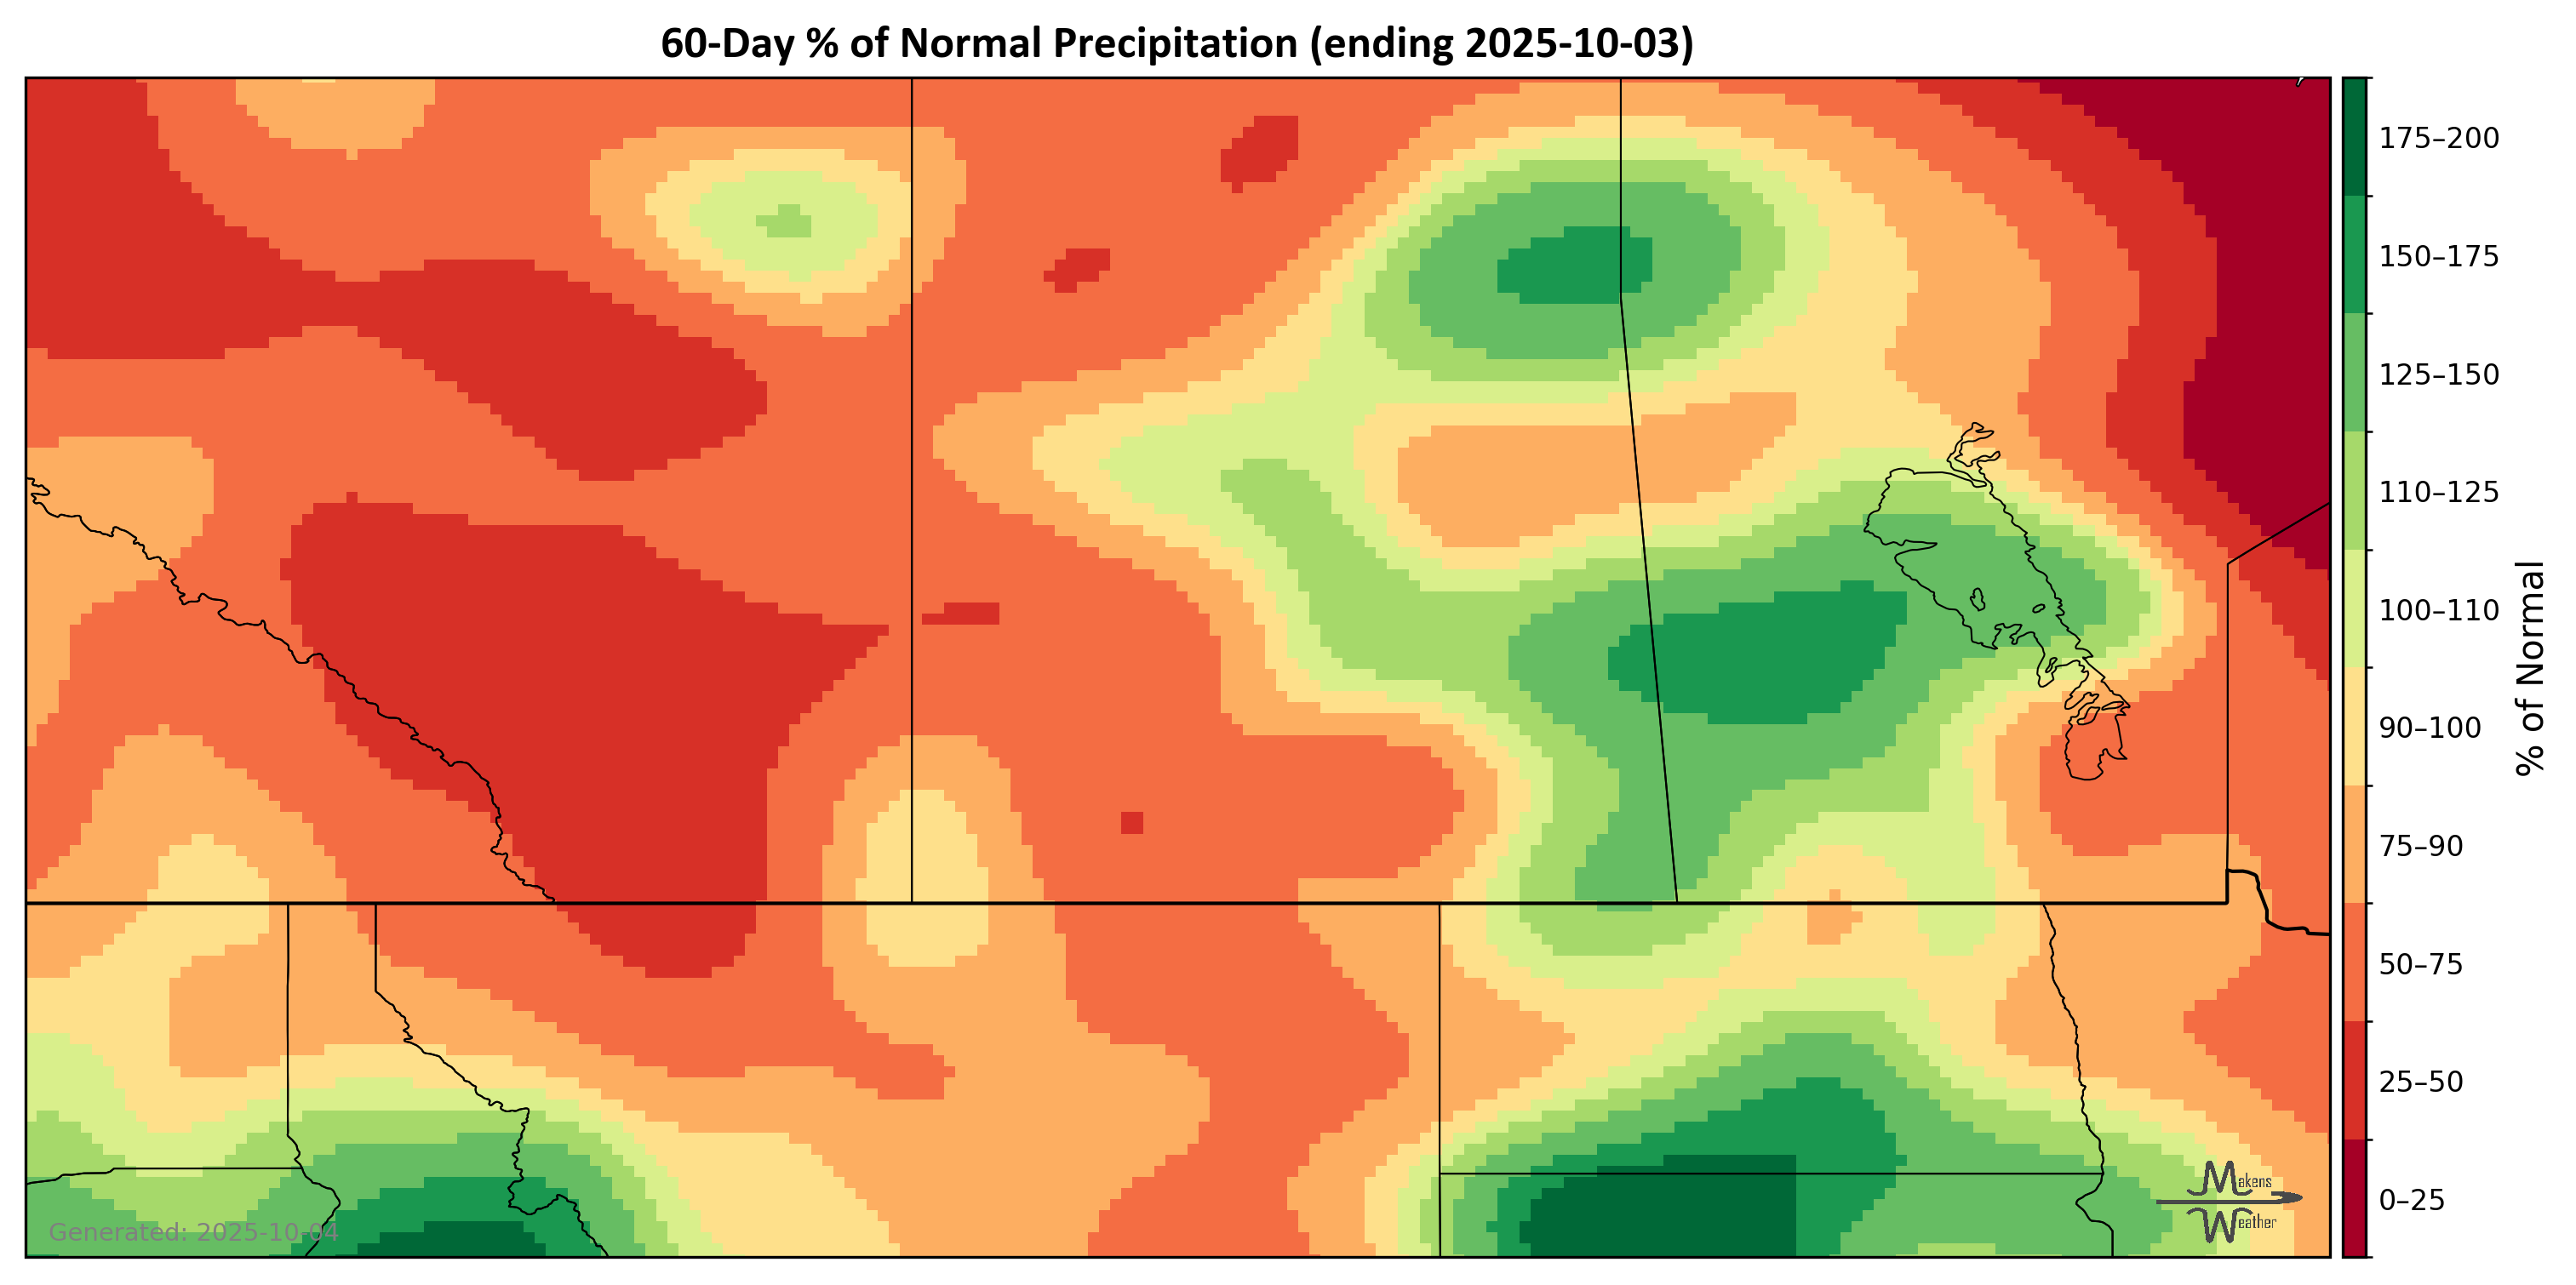 60-Day % of Normal Precipitation (ending 2025-10-03)
175–200
150–175
125–150
110–125
100–110
90–100
75–90
50–75
25–50
0–25
% of Normal
Generated: 2025-10-04
Makens
Weather